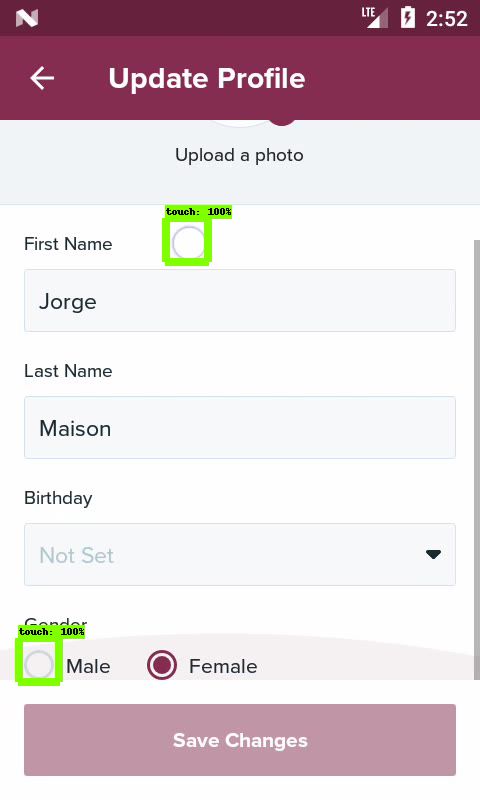 LTE 2:52
Update Profile
Upload a photo
touch: 100%
First Name
Jorge
Last Name
Maison
Birthday
Not Set
Gender
touch: 100%
Male Female
Save Changes